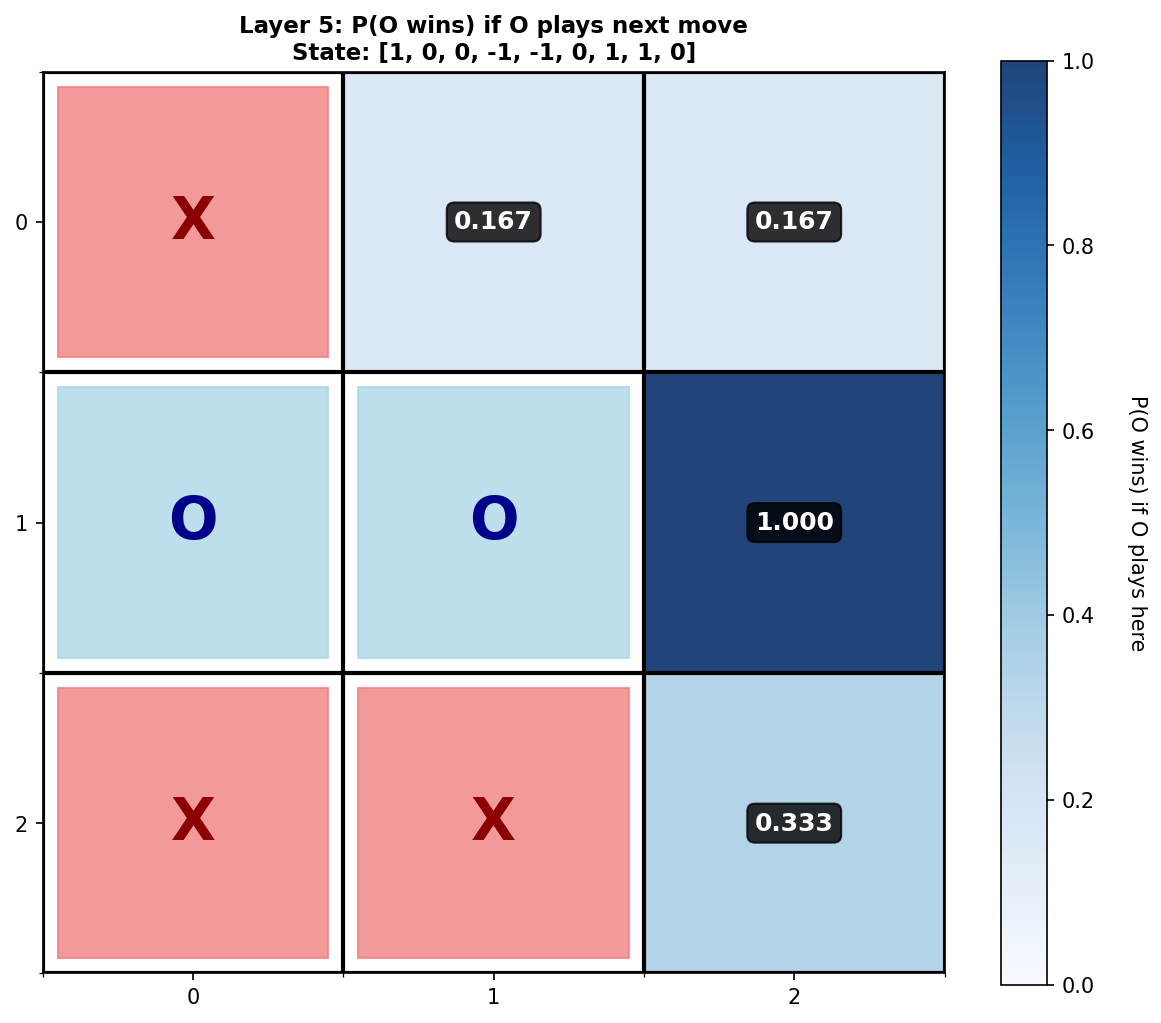 Layer 5: P(O wins) if O plays next move
State: [1, 0, 0, -1, -1, 0, 1, 1, 0]
0
X
0.167
0.167
1
O
O
1.000
2
X
X
0.333
0
1
2
1.0
0.8
0.6
0.4
0.2
0.0
P(O wins) if O plays here